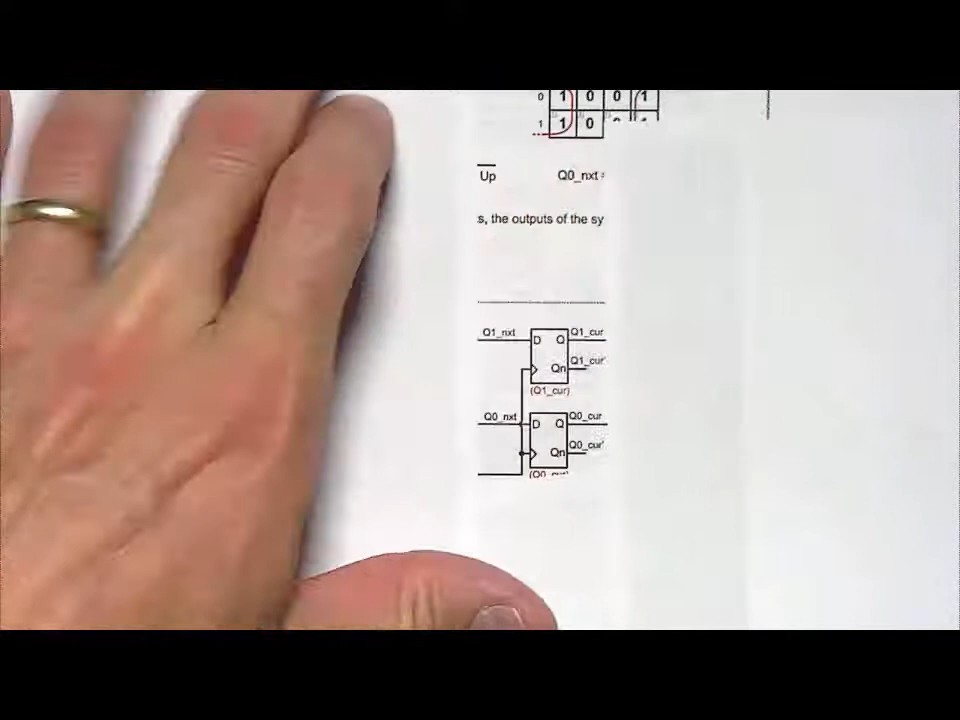 0 1 0 0 1
1 1 0
Up Q0_nxt
s, the outputs of the sy
Q1_nxt D Q Q1_cur
Qn Q1_cur'
(Q1_cur)
Q0_nxt D Q Q0_cur
Qn Q0_cur'